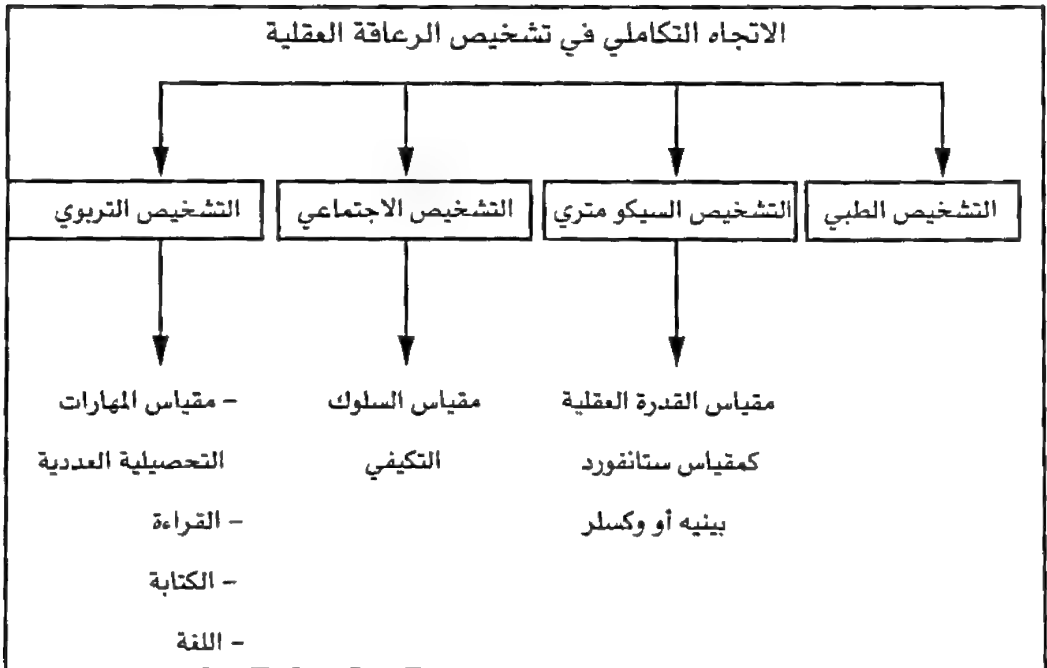 الاتجاه التكاملي في تشخيص الرعاقة العقلية
التشخيص الطبي
التشخيص السيكو متري
التشخيص الاجتماعي
التشخيص التربوي
مقياس القدرة العقلية
كمقياس ستانفورد
بينيه أو وكسلر
مقياس السلوك
التكيفي
- مقياس المهارات
التحصيلية العددية
- القراءة
- الكتابة
- اللغة